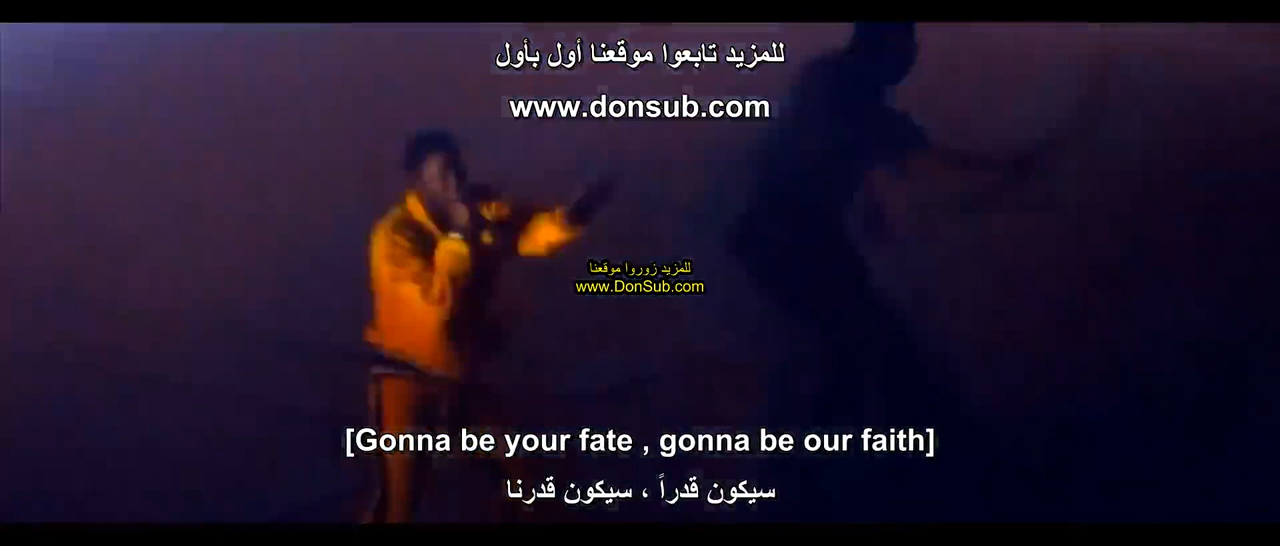 للمزيد تابعوا موقعنا أول بأول
www.donsub.com
للمزيد زوروا موقعنا
www.DonSub.com
[Gonna be your fate , gonna be our faith]
سيكون قدراً ، سيكون قدرنا